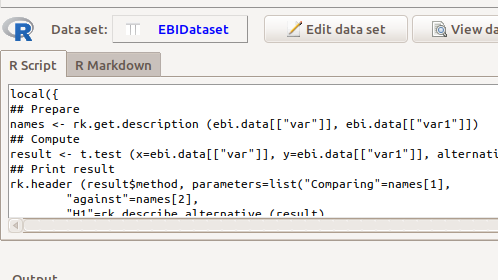 R Data set: EBIDataset Edit data set View da
R Script R Markdown
local({
## Prepare
names <- rk.get.description (ebi.data[["var"]], ebi.data[["var1"]])
## Compute
result <- t.test (x=ebi.data[["var"]], y=ebi.data[["var1"]], alternativ
## Print result
rk.header (result$method, parameters=list("Comparing"=names[1],
"against"=names[2],
"H1"=rk.describe.alternative (result),
Output